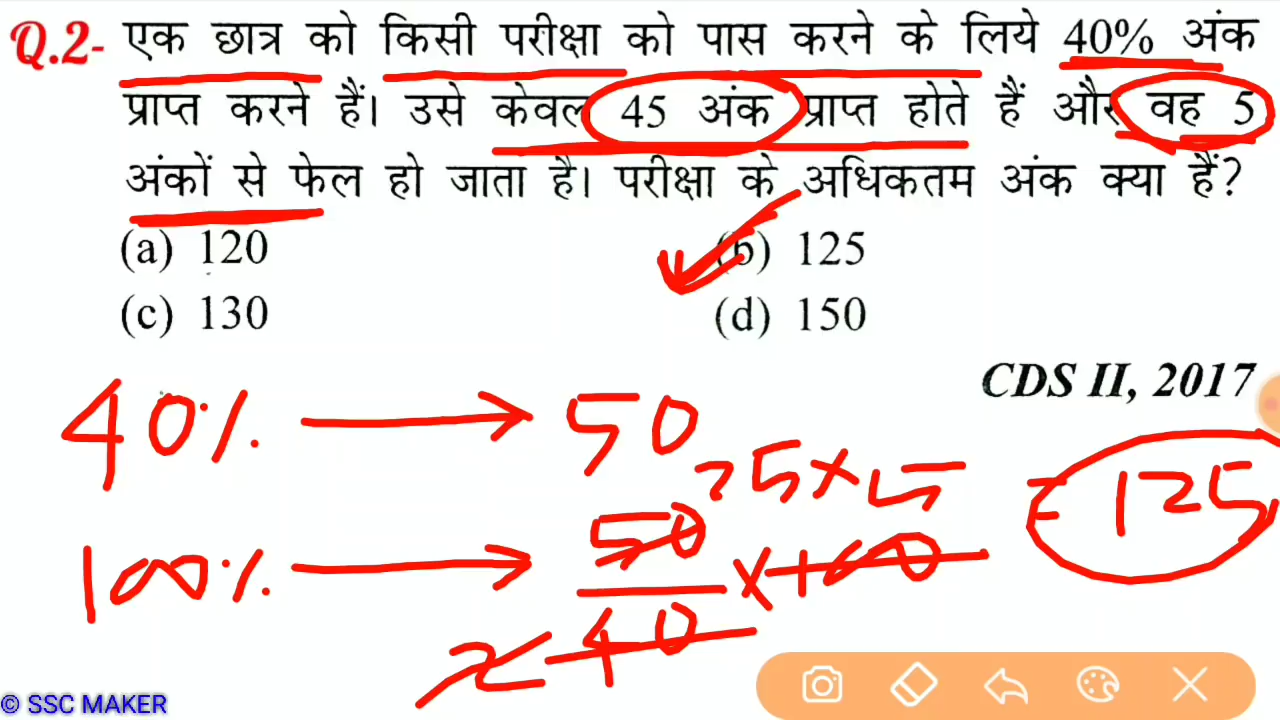 Q.2- एक छात्र को किसी परीक्षा को पास करने के लिये 40% अंक
प्राप्त करने हैं। उसे केवल 45 अंक प्राप्त होते हैं और वह 5
अंकों से फेल हो जाता है। परीक्षा के अधिकतम अंक क्या हैं?
(a) 120 (b) 125
(c) 130 (d) 150
CDS II, 2017
40% → 50
25×5 = 125
100% → 50/40 × 100
2
© SSC MAKER